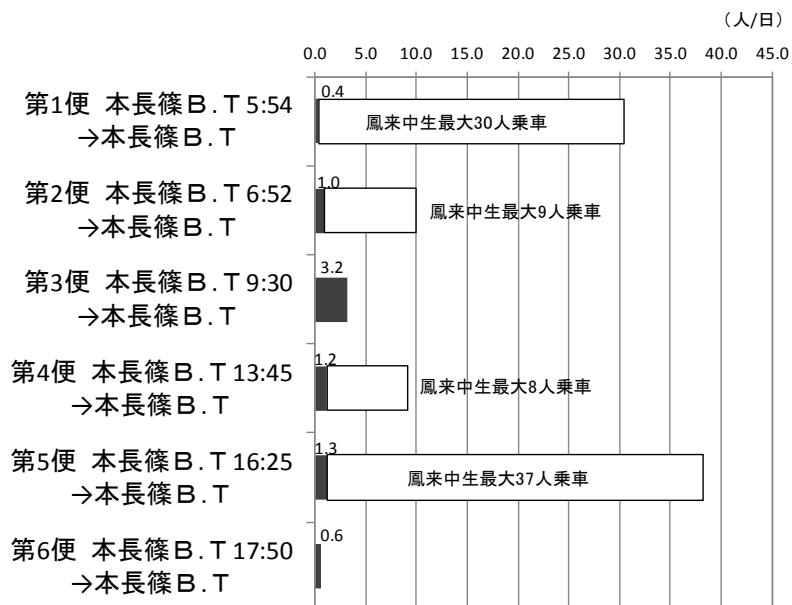 （人/日）
0.0 5.0 10.0 15.0 20.0 25.0 30.0 35.0 40.0 45.0
第1便 本長篠Ｂ．Ｔ 5:54
→本長篠Ｂ．Ｔ
0.4
鳳来中生最大30人乗車
第2便 本長篠Ｂ．Ｔ 6:52
→本長篠Ｂ．Ｔ
1.0
鳳来中生最大9人乗車
第3便 本長篠Ｂ．Ｔ 9:30
→本長篠Ｂ．Ｔ
3.2
第4便 本長篠Ｂ．Ｔ 13:45
→本長篠Ｂ．Ｔ
1.2
鳳来中生最大8人乗車
第5便 本長篠Ｂ．Ｔ 16:25
→本長篠Ｂ．Ｔ
1.3
鳳来中生最大37人乗車
第6便 本長篠Ｂ．Ｔ 17:50
→本長篠Ｂ．Ｔ
0.6